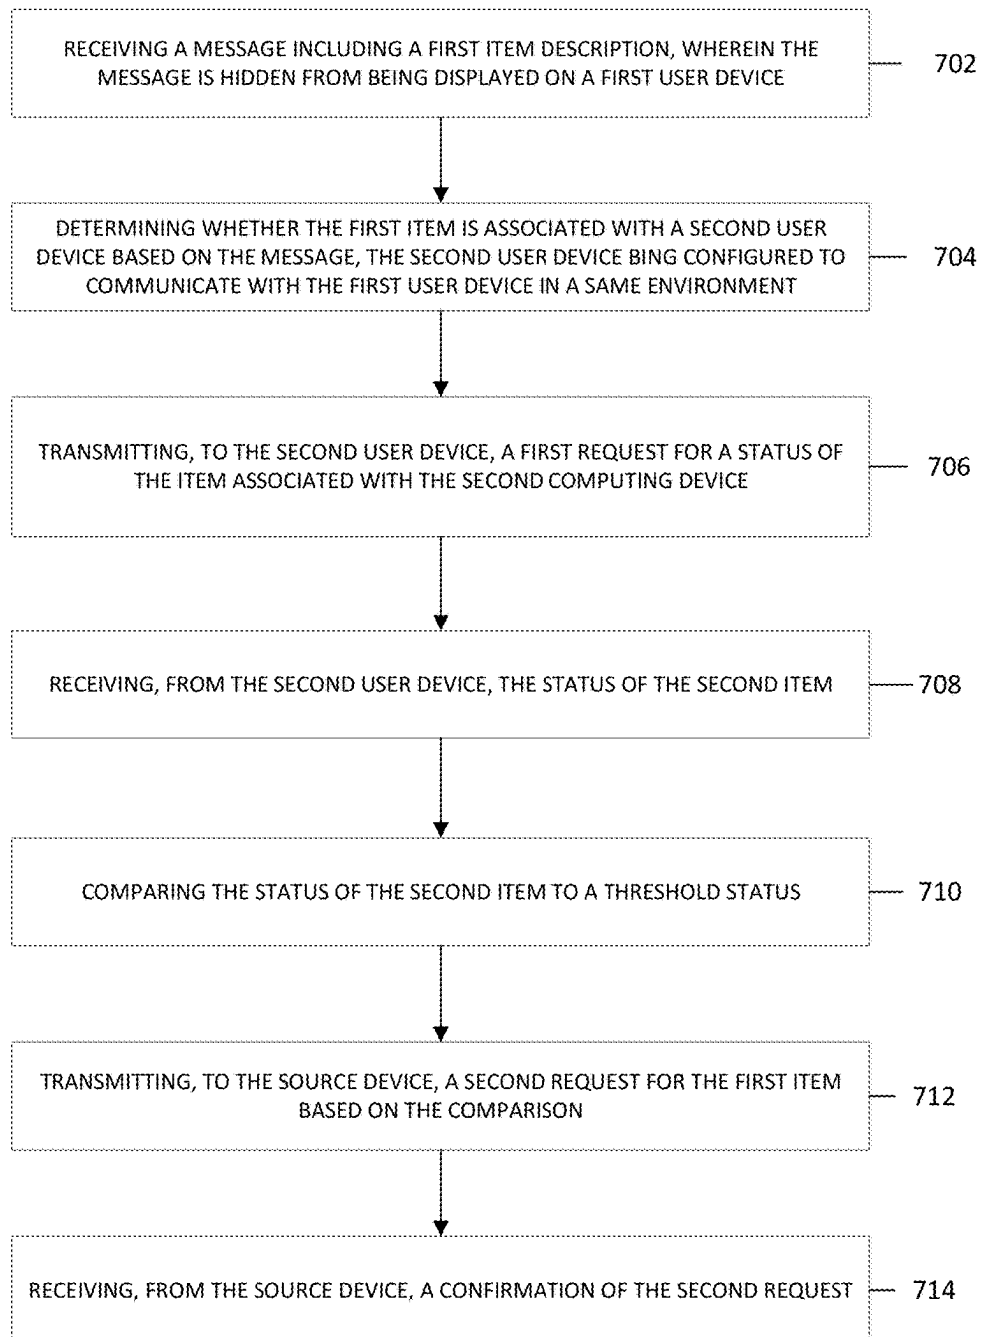 RECEIVING A MESSAGE INCLUDING A FIRST ITEM DESCRIPTION, WHEREIN THE
MESSAGE IS HIDDEN FROM BEING DISPLAYED ON A FIRST USER DEVICE
702
DETERMINING WHETHER THE FIRST ITEM IS ASSOCIATED WITH A SECOND USER
DEVICE BASED ON THE MESSAGE, THE SECOND USER DEVICE BING CONFIGURED TO
COMMUNICATE WITH THE FIRST USER DEVICE IN A SAME ENVIRONMENT
704
TRANSMITTING, TO THE SECOND USER DEVICE, A FIRST REQUEST FOR A STATUS OF
THE ITEM ASSOCIATED WITH THE SECOND COMPUTING DEVICE
706
RECEIVING, FROM THE SECOND USER DEVICE, THE STATUS OF THE SECOND ITEM
708
COMPARING THE STATUS OF THE SECOND ITEM TO A THRESHOLD STATUS
710
TRANSMITTING, TO THE SOURCE DEVICE, A SECOND REQUEST FOR THE FIRST ITEM
BASED ON THE COMPARISON
712
RECEIVING, FROM THE SOURCE DEVICE, A CONFIRMATION OF THE SECOND REQUEST
714